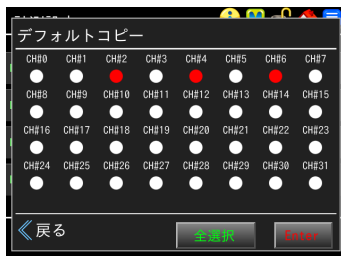 デフォルトコピー
CH#0 CH#1 CH#2 CH#3 CH#4 CH#5 CH#6 CH#7
CH#8 CH#9 CH#10 CH#11 CH#12 CH#13 CH#14 CH#15
CH#16 CH#17 CH#18 CH#19 CH#20 CH#21 CH#22 CH#23
CH#24 CH#25 CH#26 CH#27 CH#28 CH#29 CH#30 CH#31
戻る 全選択 Enter